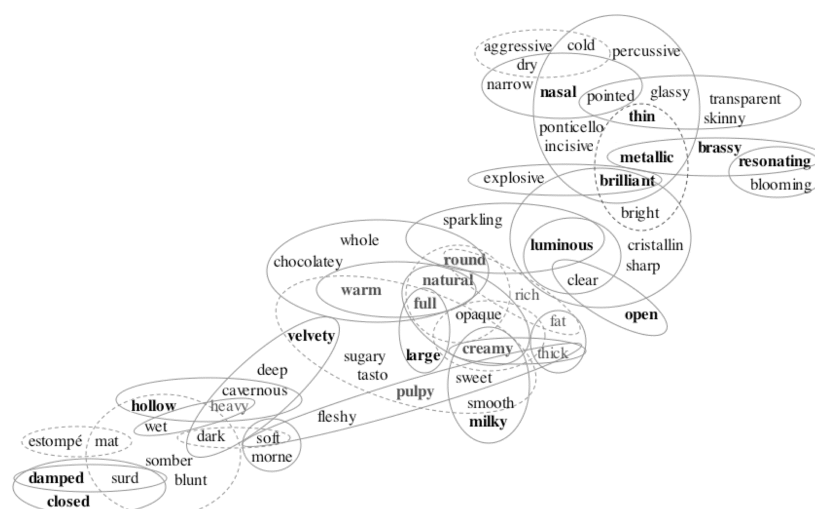 aggressive cold
percussive
dry
narrow
nasal pointed glassy
transparent
thin skinny
ponticello
incisive
brassy
metallic
resonating
explosive brilliant
blooming
bright
sparkling
whole
luminous cristallin
chocolatey round
sharp
natural clear
warm
rich
full
opaque
fat
open
velvety
large creamy thick
sugary
deep
tasto sweet
cavernous
pulpy
hollow heavy smooth
fleshy
milky
wet
estompé mat dark soft
morne
somber
damped surd blunt
closed